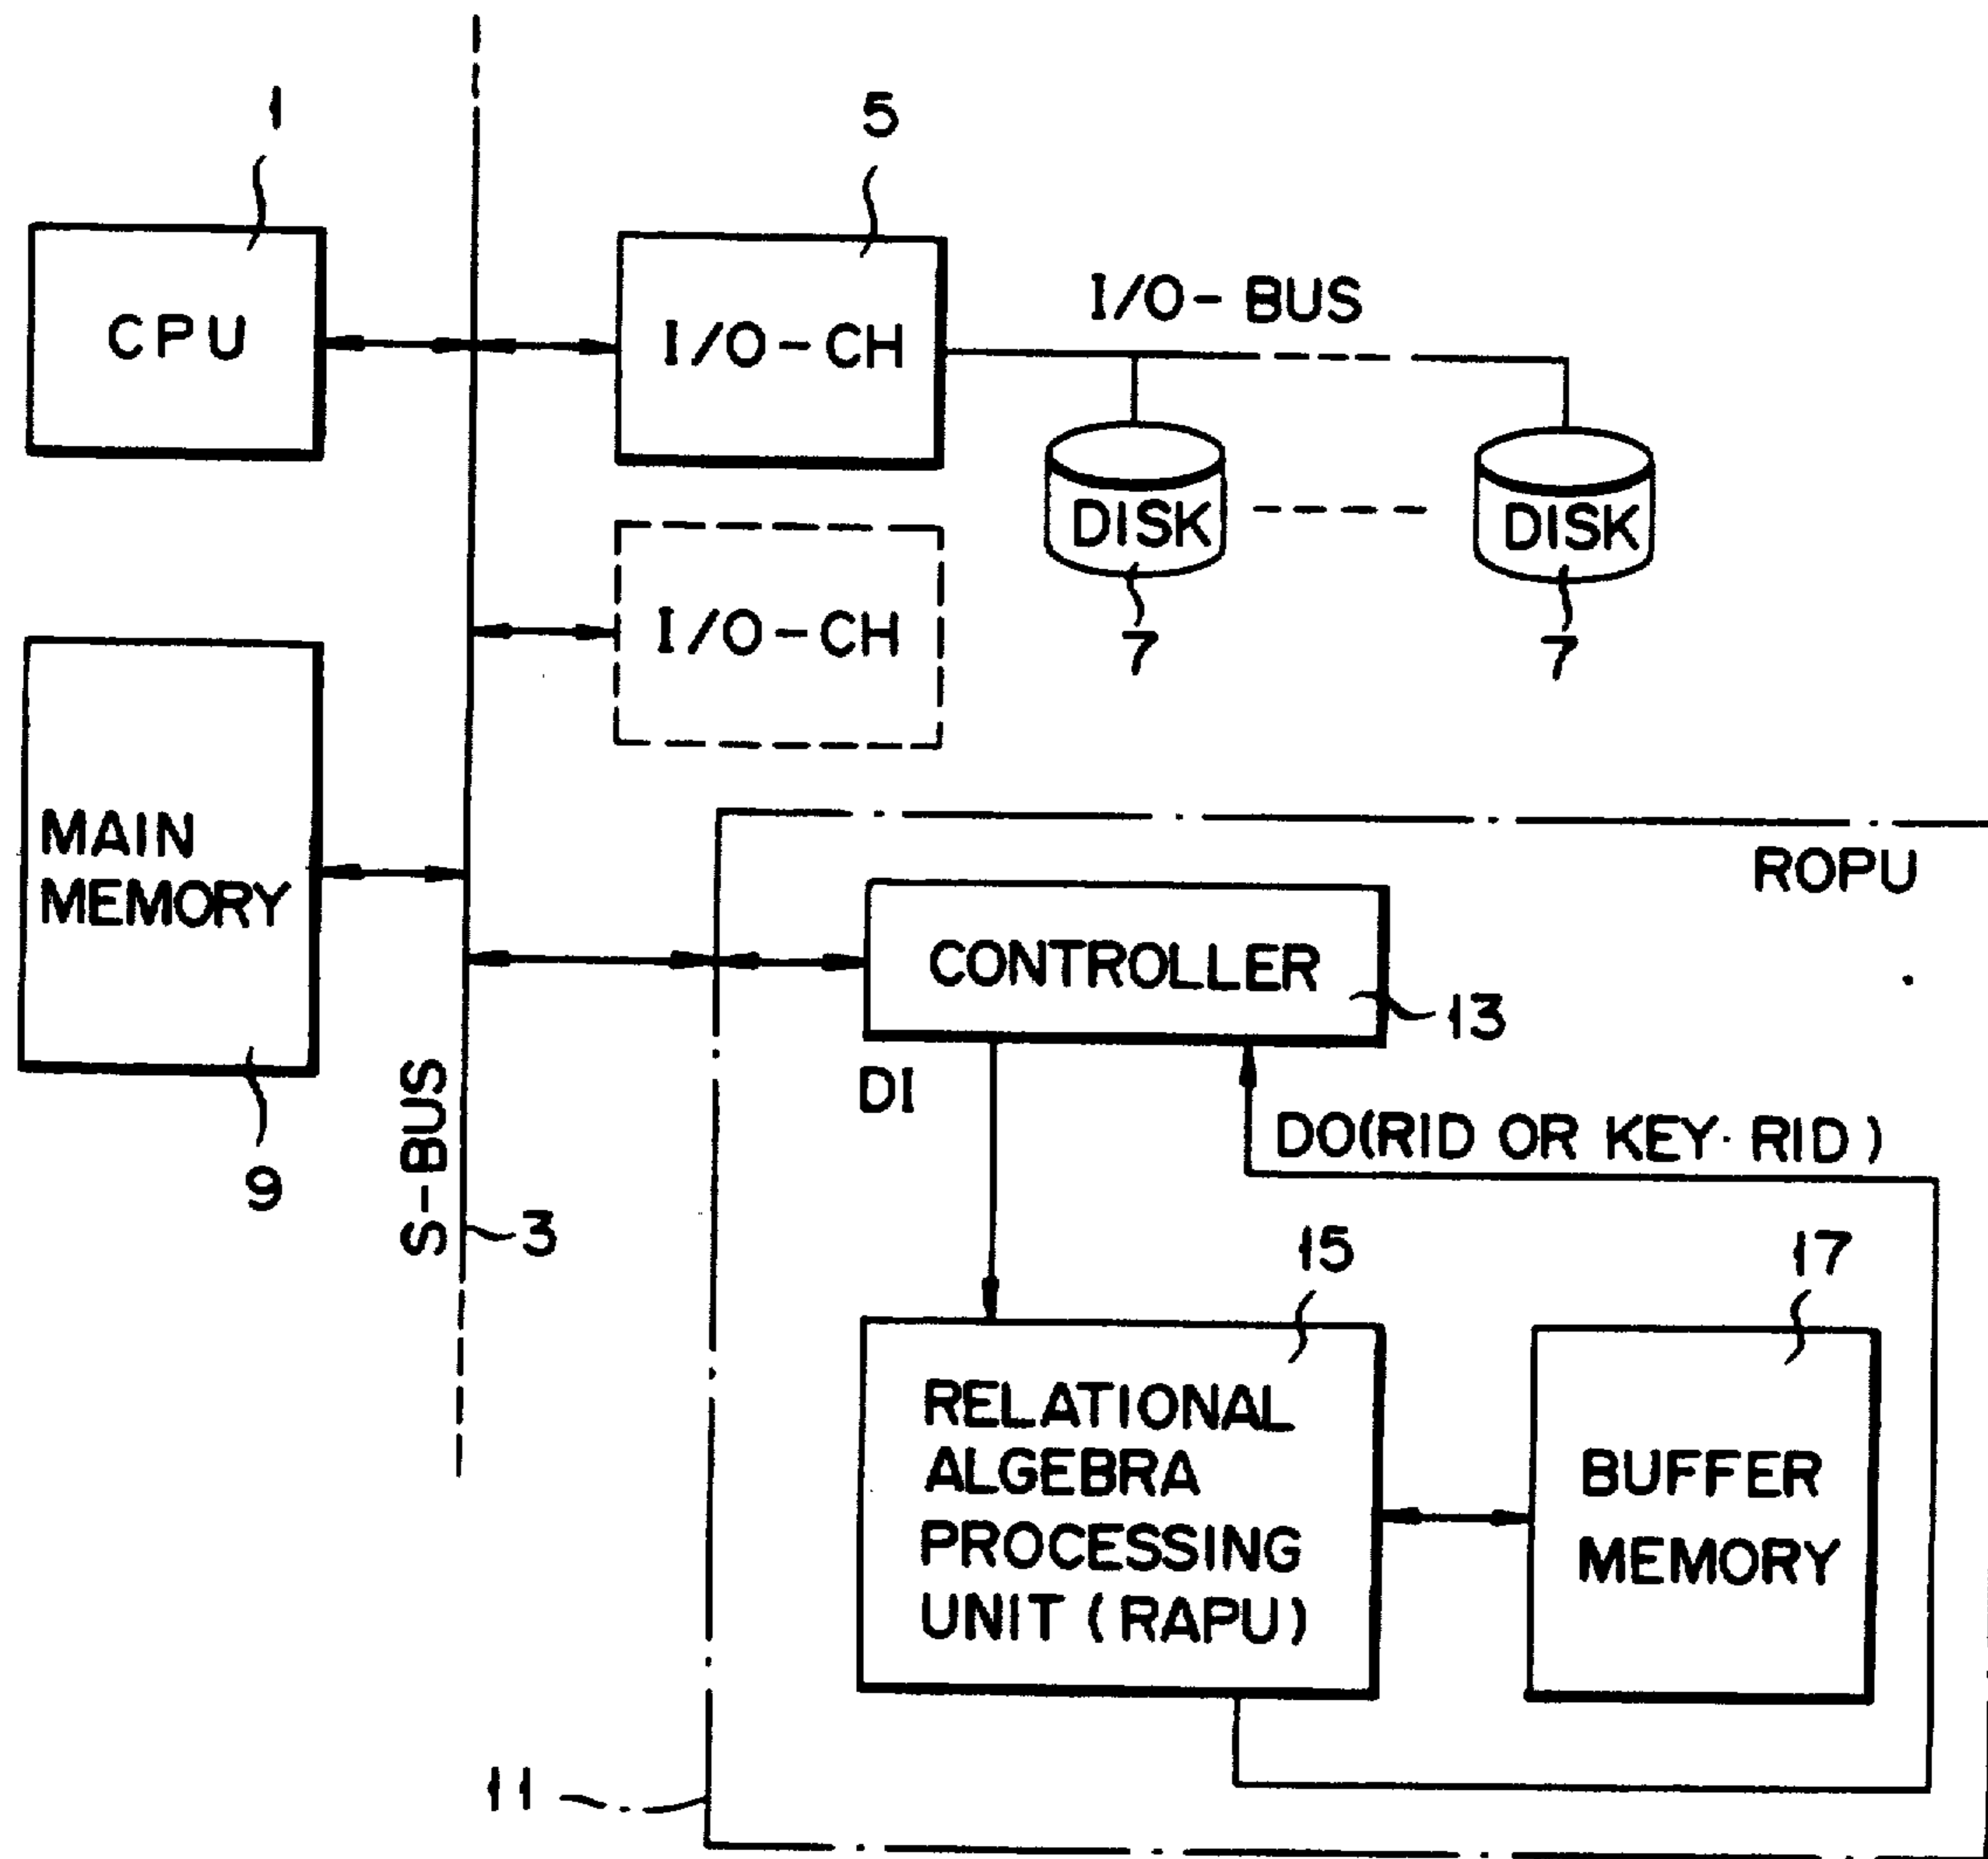 1
5
CPU
I/O-CH
I/O-BUS
DISK
DISK
7
7
I/O-CH
MAIN
MEMORY
9
S-BUS
3
ROPU
CONTROLLER
13
DI
DO(RID OR KEY·RID)
15
17
RELATIONAL
ALGEBRA
PROCESSING
UNIT (RAPU)
BUFFER
MEMORY
11